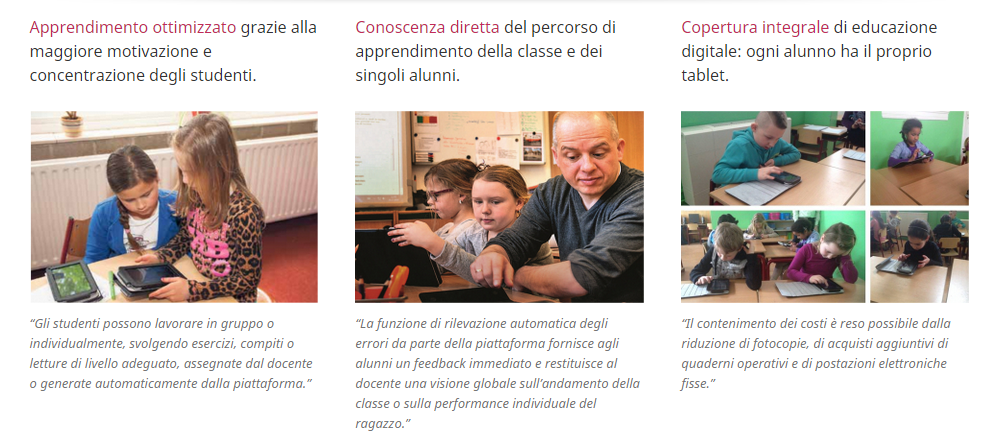 Apprendimento ottimizzato grazie alla
maggiore motivazione e
concentrazione degli studenti.
“Gli studenti possono lavorare in gruppo o
individualmente, svolgendo esercizi, compiti o
letture di livello adeguato, assegnate dal docente
o generate automaticamente dalla piattaforma.”
Conoscenza diretta del percorso di
apprendimento della classe e dei
singoli alunni.
“La funzione di rilevazione automatica degli
errori da parte della piattaforma fornisce agli
alunni un feedback immediato e restituisce al
docente una visione globale sull’andamento della
classe o sulla performance individuale del
ragazzo.”
Copertura integrale di educazione
digitale: ogni alunno ha il proprio
tablet.
“Il contenimento dei costi è reso possibile dalla
riduzione di fotocopie, di acquisti aggiuntivi di
quaderni operativi e di postazioni elettroniche
fisse.”